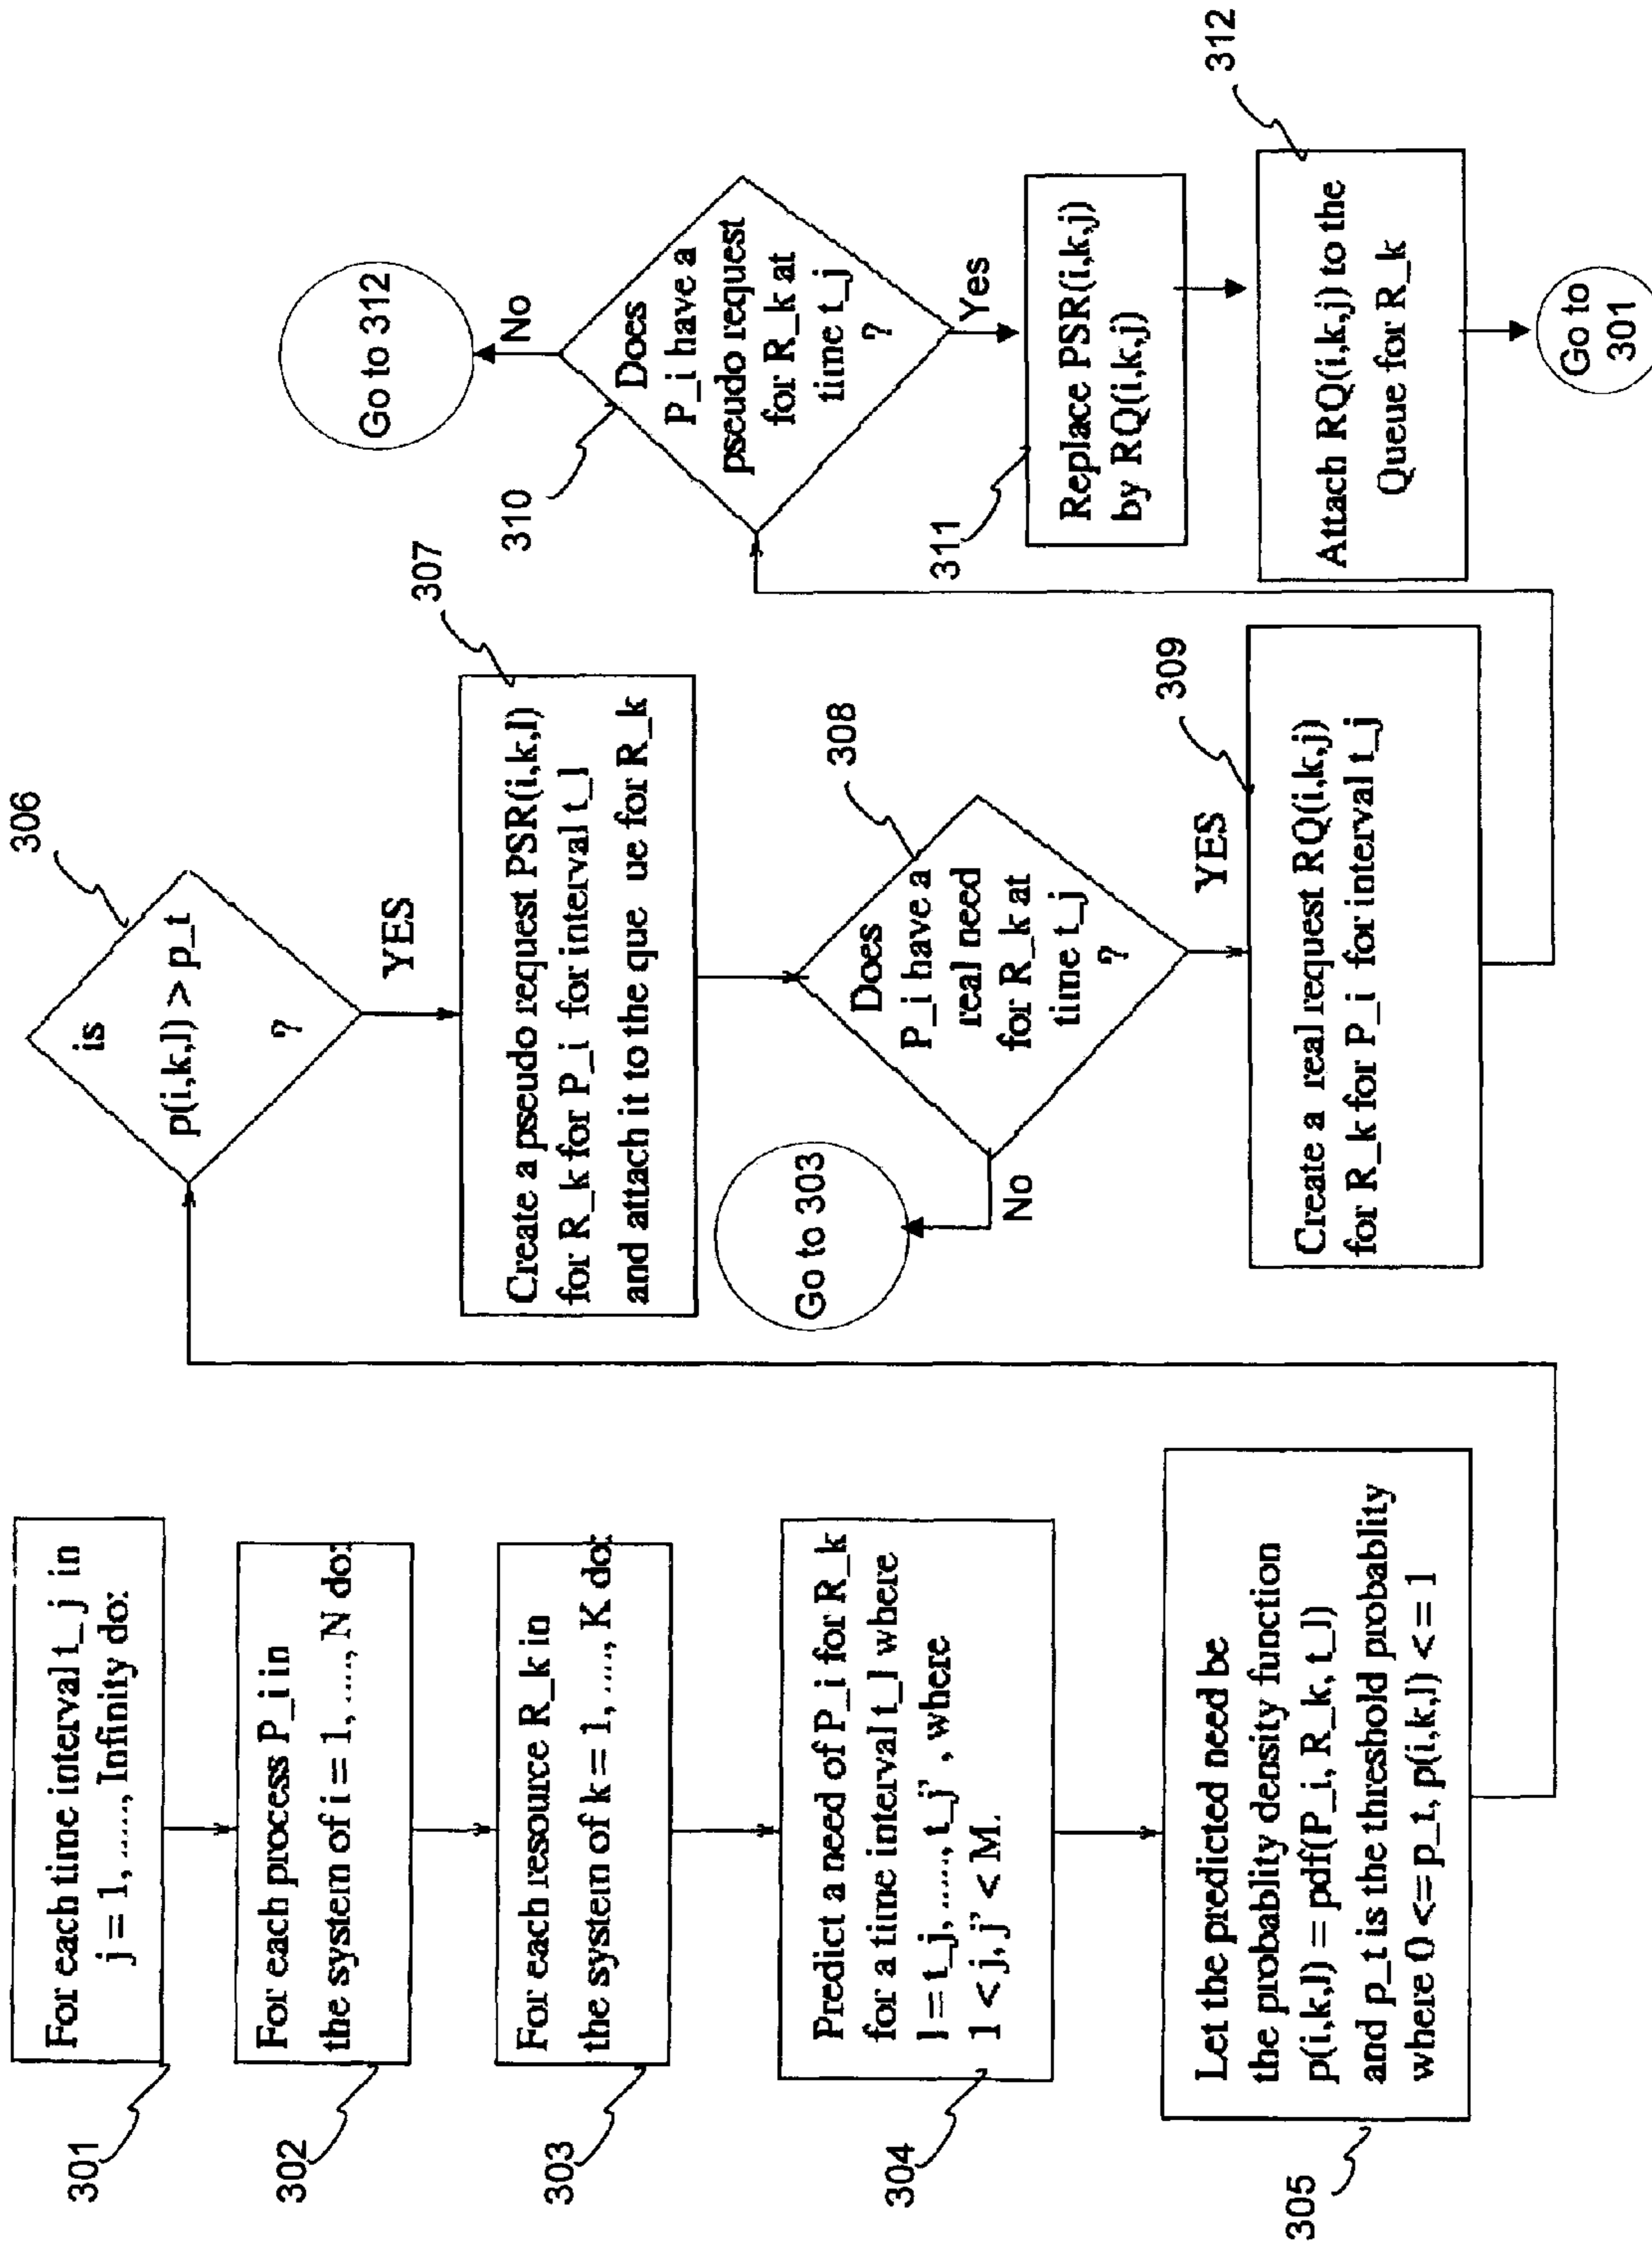 301
For each time interval t_j in
j = 1, ......, Infinity do:
302
For each process P_i in
the system of i = 1, ...., N do:
303
For each resource R_k in
the system of k = 1, ...., K do:
304
Predict a need of P_i for R_k
for a time interval t_l where
l = t_j, ......, t_j' , where
1 < j, j' < M.
305
Let the predicted need be
the probablity density function
p(i,k,l) = pdf(P_i, R_k, t_l)
and p_t is the threshold probablity
where 0 <= p_t, p(i,k,l) <= 1
306
is
p(i,k,l) > p_t
?
YES
307
Create a pseudo request PSR(i,k,l)
for R_k for P_i for interval t_l
and attach it to the que ue for R_k
308
Does
P_i have a
real need
for R_k at
time t_j
?
No
Go to 303
YES
309
Create a real request RQ(i,k,j)
for R_k for P_i for interval t_j
310
Does
P_i have a
pseudo request
for R_k at
time t_j
?
No
Go to 312
Yes
311
Replace PSR(i,k,j)
by RQ(i,k,j)
312
Attach RQ(i,k,j) to the
Queue for R_k
Go to
301